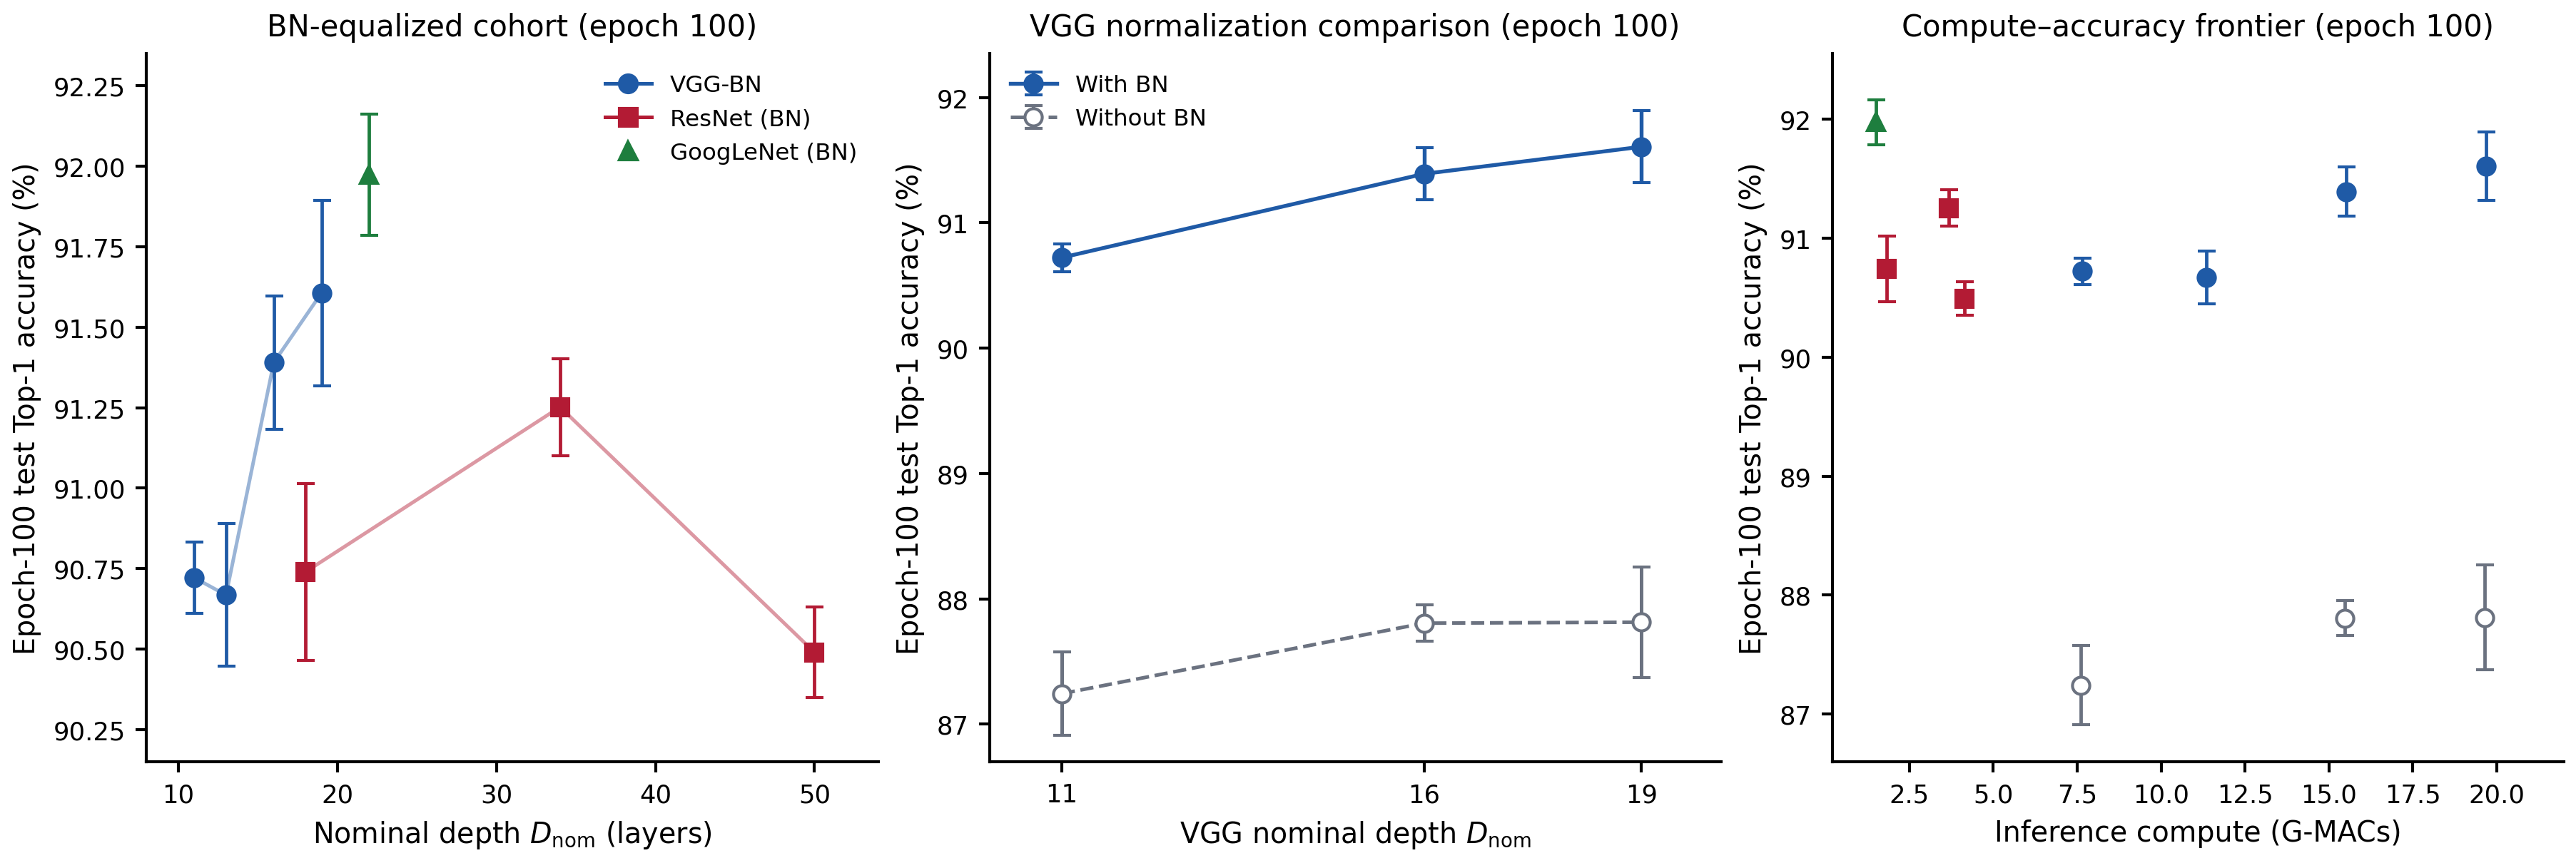 BN-equalized cohort (epoch 100)
Epoch-100 test Top-1 accuracy (%)
92.25
92.00
91.75
91.50
91.25
91.00
90.75
90.50
90.25
VGG-BN
ResNet (BN)
GoogLeNet (BN)
10 20 30 40 50
Nominal depth D_nom (layers)
VGG normalization comparison (epoch 100)
Epoch-100 test Top-1 accuracy (%)
92
91
90
89
88
87
With BN
Without BN
11 16 19
VGG nominal depth D_nom
Compute–accuracy frontier (epoch 100)
Epoch-100 test Top-1 accuracy (%)
92
91
90
89
88
87
2.5 5.0 7.5 10.0 12.5 15.0 17.5 20.0
Inference compute (G-MACs)